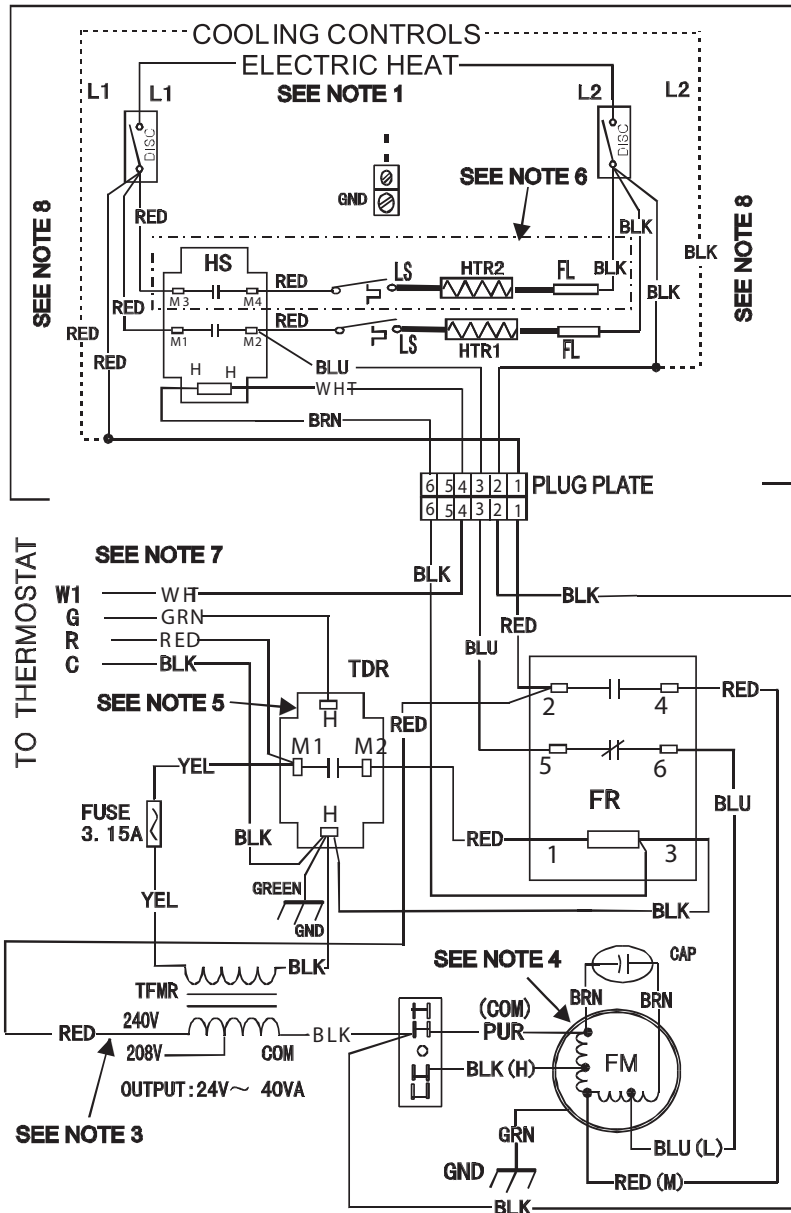 COOLING CONTROLS
ELECTRIC HEAT
L1 L1 SEE NOTE 1 L2 L2
DISC
DISC
SEE NOTE 6
GND
SEE NOTE 8
SEE NOTE 8
RED
BLK
BLK
HS
RED LS HTR2 FL BLK
M3 M4
BLK
RED
RED
M1 M2
LS HTR1 FL
RED
RED
H H
BLU
WHT
BRN
6 5 4 3 2 1 PLUG PLATE
6 5 4 3 2 1
TO THERMOSTAT
SEE NOTE 7
BLK
W1 WHT
BLK
G GRN
RED
R RED
BLU
C BLK
TDR
SEE NOTE 5
H
RED
2 4
RED
M1 M2
YEL
5 6
FR
BLU
FUSE
3. 15A
H
BLK
RED
1 3
GREEN
GND
YEL
BLK
BLK
TFMR
SEE NOTE 4
CAP
BRN BRN
(COM)
PUR
RED 240V
BLK
208V COM
BLK (H)
FM
OUTPUT:24V~ 40VA
SEE NOTE 3
GRN
BLU (L)
GND
RED (M)
BLK